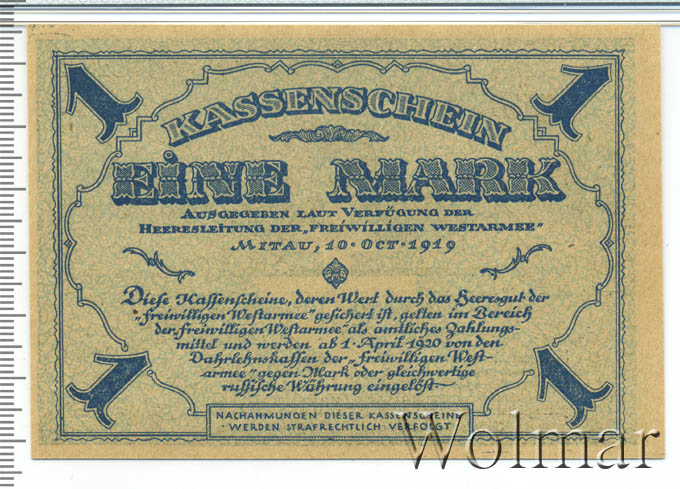 1 1
KASSENSCHEIN
EINE MARK
AUSGEGEBEN LAUT VERFÜGUNG DER
HEERESLEITUNG DER „FREIWILLIGEN WESTARMEE"
MITAU, 10·OCT·1919
Diese Kassenscheine, deren Wert durch das Heeresgut der
„freiwilligen Westarmee" gesichert ist, gelten im Bereich
der „freiwilligen Westarmee" als amtliches Zahlungs-
mittel und werden ab 1·April 1920 von den
Dahrlehnskassen der „freiwilligen West-
armee" gegen Mark oder gleichwertige
russische Währung eingelöst·
1 1
NACHAHMUNGEN DIESER KASSENSCHEINE
WERDEN STRAFRECHTLICH VERFOLGT
Wolmar